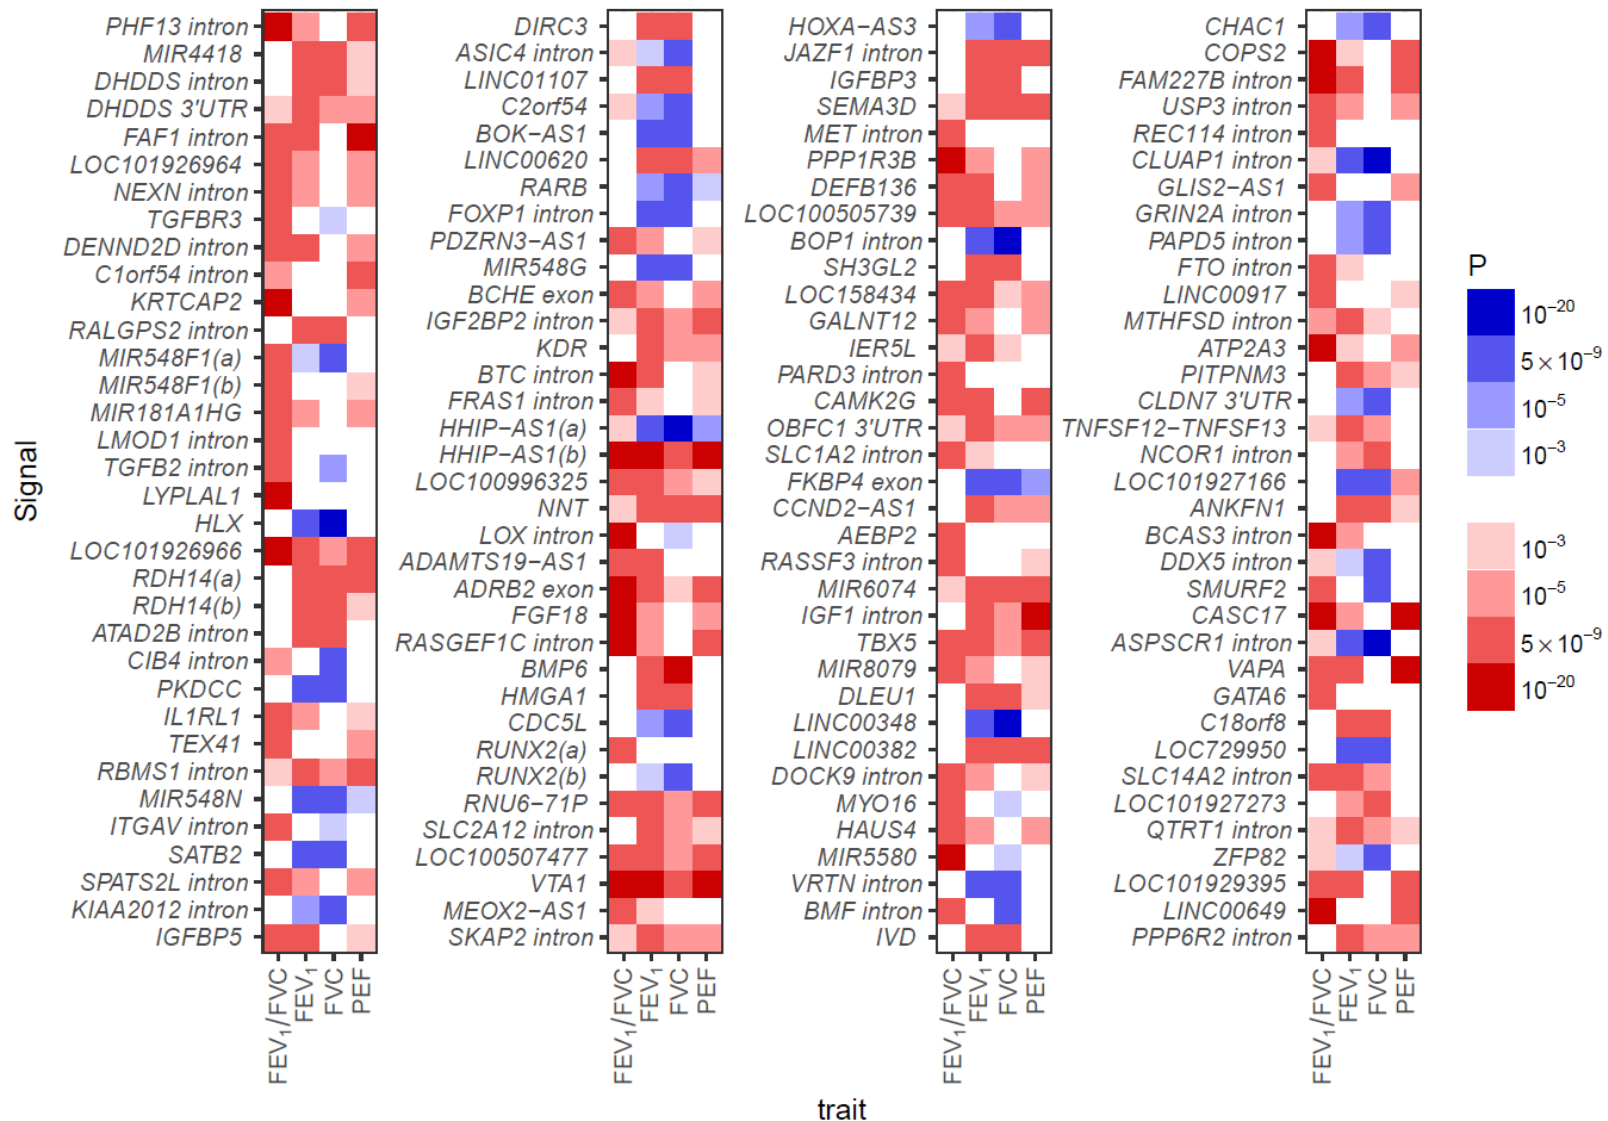 Signal
PHF13 intron
MIR4418
DHDDS intron
DHDDS 3'UTR
FAF1 intron
LOC101926964
NEXN intron
TGFBR3
DENND2D intron
C1orf54 intron
KRTCAP2
RALGPS2 intron
MIR548F1(a)
MIR548F1(b)
MIR181A1HG
LMOD1 intron
TGFB2 intron
LYPLAL1
HLX
LOC101926966
RDH14(a)
RDH14(b)
ATAD2B intron
CIB4 intron
PKDCC
IL1RL1
TEX41
RBMS1 intron
MIR548N
ITGAV intron
SATB2
SPATS2L intron
KIAA2012 intron
IGFBP5
FEV₁/FVC
FEV₁
FVC
PEF
DIRC3
ASIC4 intron
LINC01107
C2orf54
BOK−AS1
LINC00620
RARB
FOXP1 intron
PDZRN3−AS1
MIR548G
BCHE exon
IGF2BP2 intron
KDR
BTC intron
FRAS1 intron
HHIP−AS1(a)
HHIP−AS1(b)
LOC100996325
NNT
LOX intron
ADAMTS19−AS1
ADRB2 exon
FGF18
RASGEF1C intron
BMP6
HMGA1
CDC5L
RUNX2(a)
RUNX2(b)
RNU6−71P
SLC2A12 intron
LOC100507477
VTA1
MEOX2−AS1
SKAP2 intron
FEV₁/FVC
FEV₁
FVC
PEF
HOXA−AS3
JAZF1 intron
IGFBP3
SEMA3D
MET intron
PPP1R3B
DEFB136
LOC100505739
BOP1 intron
SH3GL2
LOC158434
GALNT12
IER5L
PARD3 intron
CAMK2G
OBFC1 3'UTR
SLC1A2 intron
FKBP4 exon
CCND2−AS1
AEBP2
RASSF3 intron
MIR6074
IGF1 intron
TBX5
MIR8079
DLEU1
LINC00348
LINC00382
DOCK9 intron
MYO16
HAUS4
MIR5580
VRTN intron
BMF intron
IVD
FEV₁/FVC
FEV₁
FVC
PEF
CHAC1
COPS2
FAM227B intron
USP3 intron
REC114 intron
CLUAP1 intron
GLIS2−AS1
GRIN2A intron
PAPD5 intron
FTO intron
LINC00917
MTHFSD intron
ATP2A3
PITPNM3
CLDN7 3'UTR
TNFSF12−TNFSF13
NCOR1 intron
LOC101927166
ANKFN1
BCAS3 intron
DDX5 intron
SMURF2
CASC17
ASPSCR1 intron
VAPA
GATA6
C18orf8
LOC729950
SLC14A2 intron
LOC101927273
QTRT1 intron
ZFP82
LOC101929395
LINC00649
PPP6R2 intron
FEV₁/FVC
FEV₁
FVC
PEF
trait
P
10⁻²⁰
5×10⁻⁹
10⁻⁵
10⁻³
10⁻³
10⁻⁵
5×10⁻⁹
10⁻²⁰